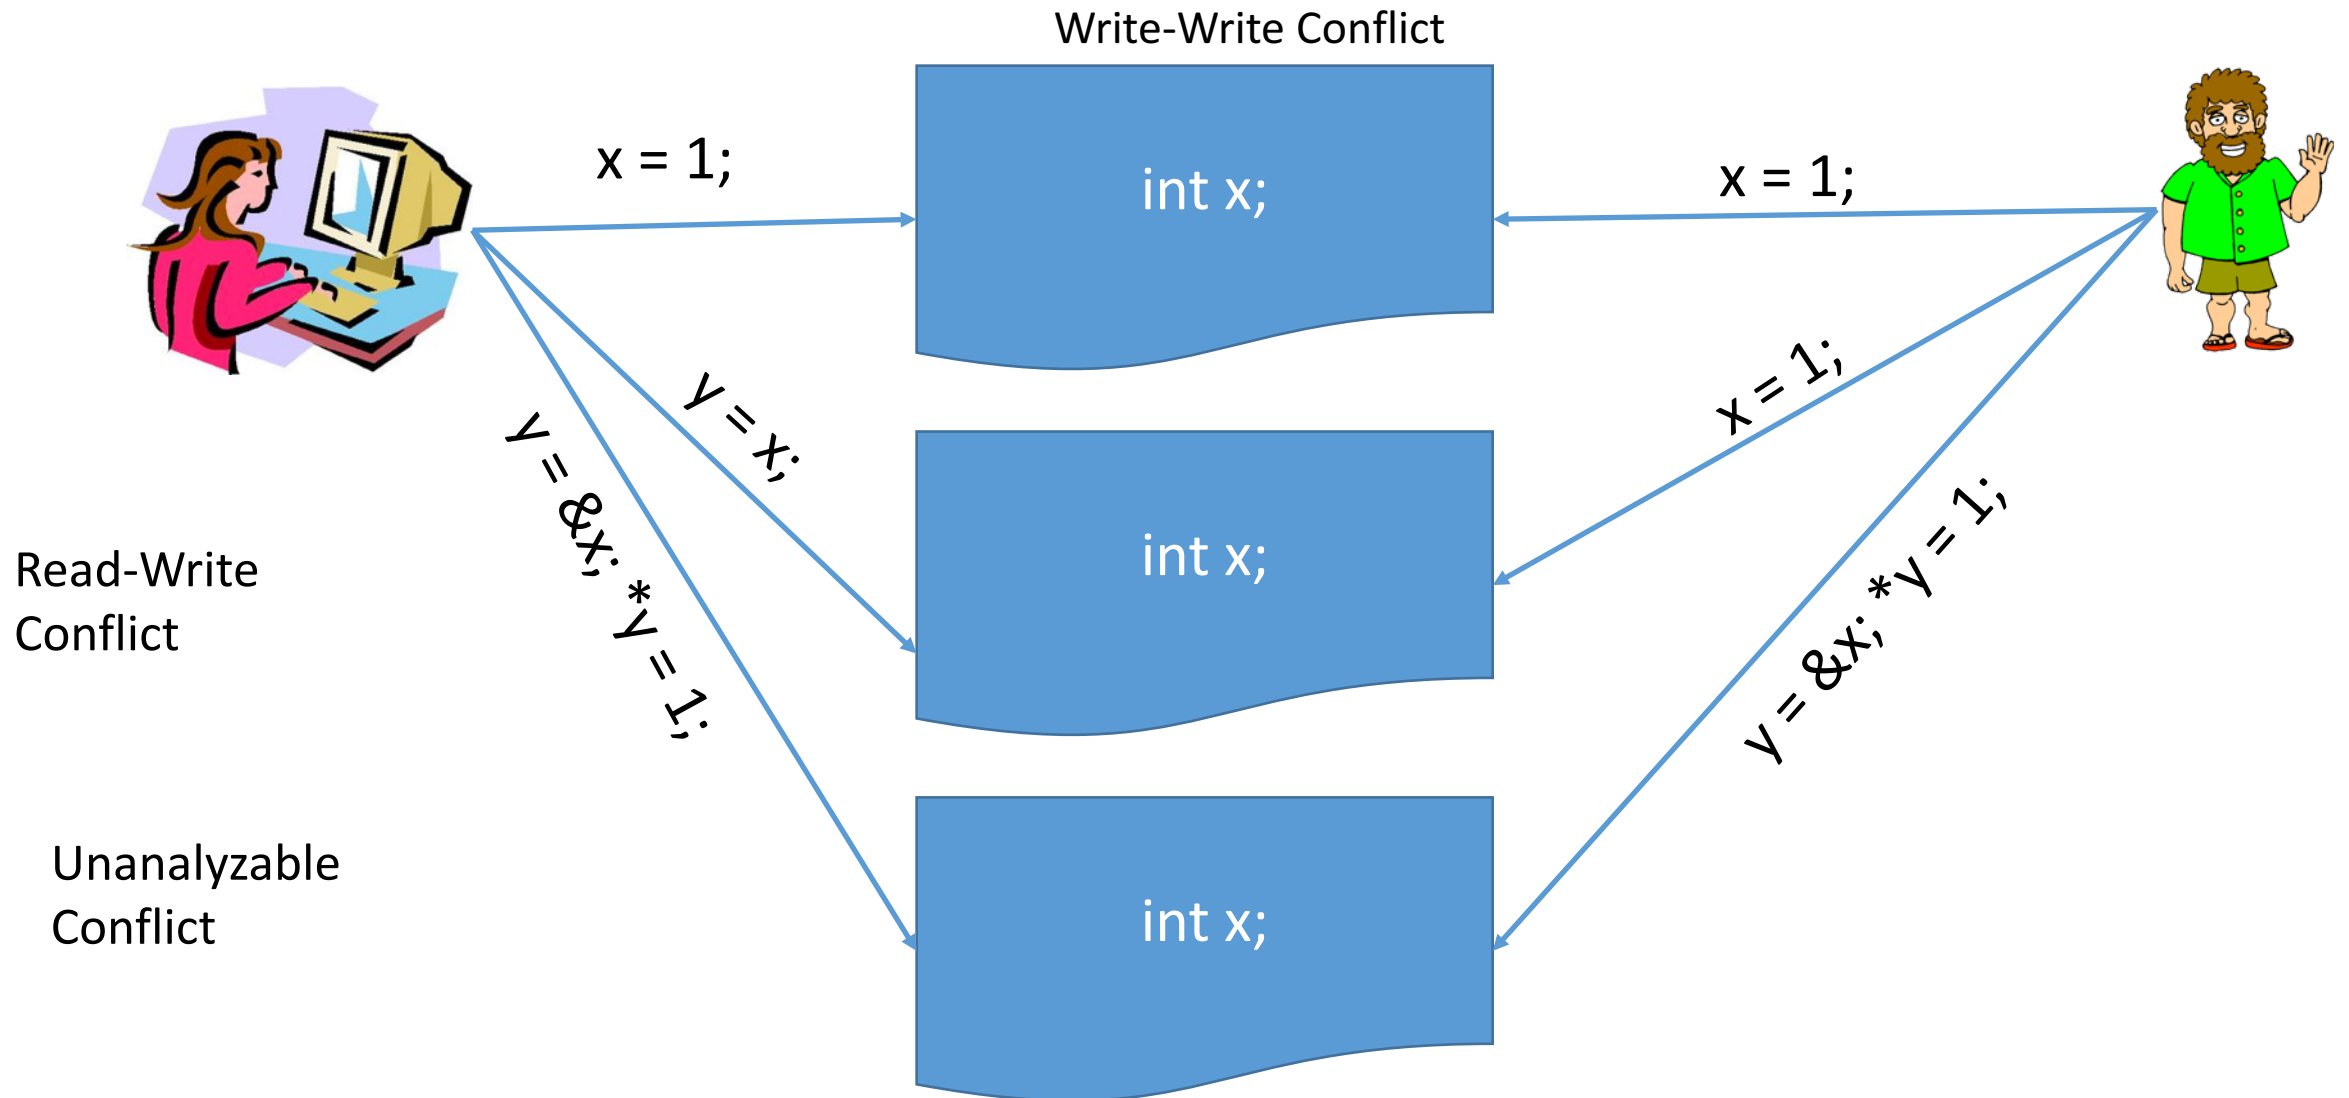 Write-Write Conflict
x = 1;
int x;
x = 1;
y = x;
x = 1;
y = &x; *y = 1;
int x;
y = &x; *y = 1;
Read-Write
Conflict
Unanalyzable
Conflict
int x;